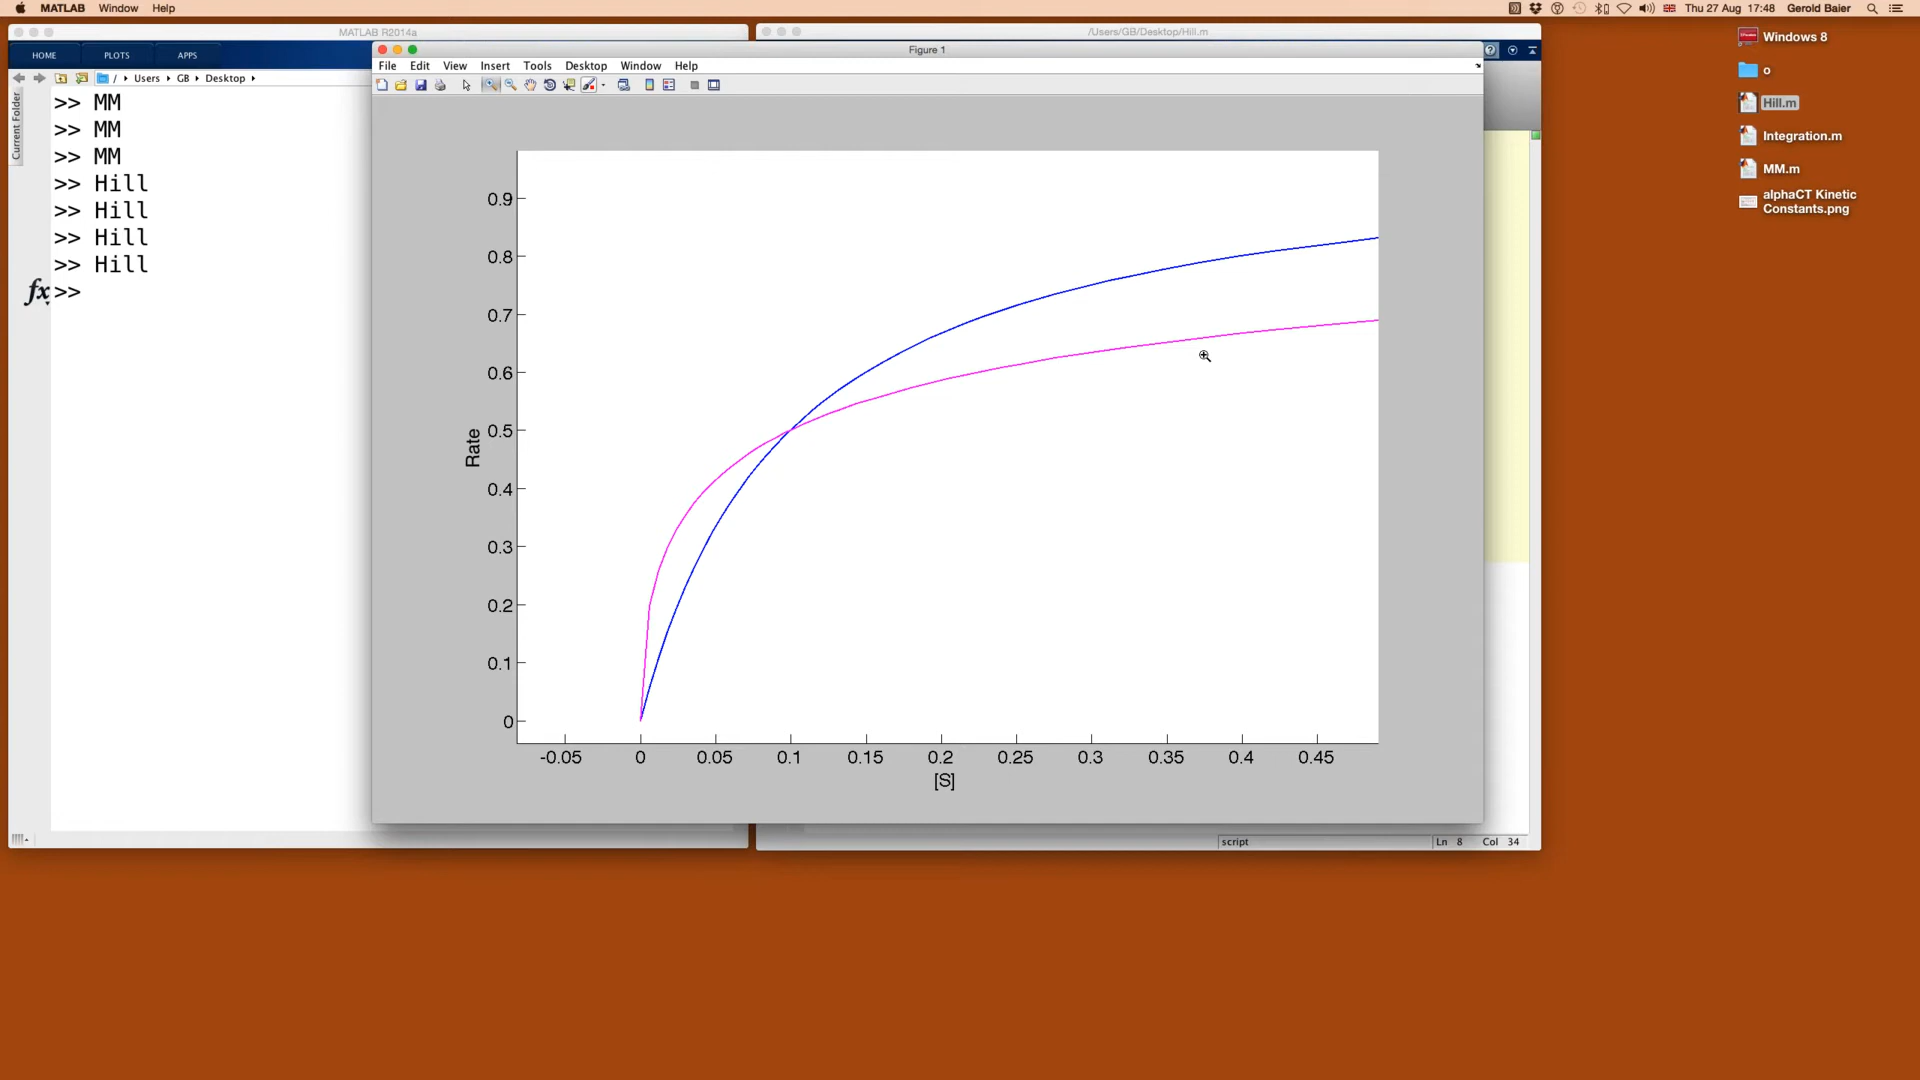 MATLAB Window Help
Thu 27 Aug 17:48 Gerold Baier
MATLAB R2014a
HOME PLOTS APPS
/ Users GB Desktop
Current Folder
>> MM
>> MM
>> MM
>> Hill
>> Hill
>> Hill
>> Hill
fx >>
/Users/GB/Desktop/Hill.m
Figure 1
File Edit View Insert Tools Desktop Window Help
0.9
0.8
0.7
0.6
0.5
0.4
0.3
0.2
0.1
0
Rate
-0.05 0 0.05 0.1 0.15 0.2 0.25 0.3 0.35 0.4 0.45
[S]
script Ln 8 Col 34
Windows 8
o
Hill.m
Integration.m
MM.m
alphaCT Kinetic
Constants.png